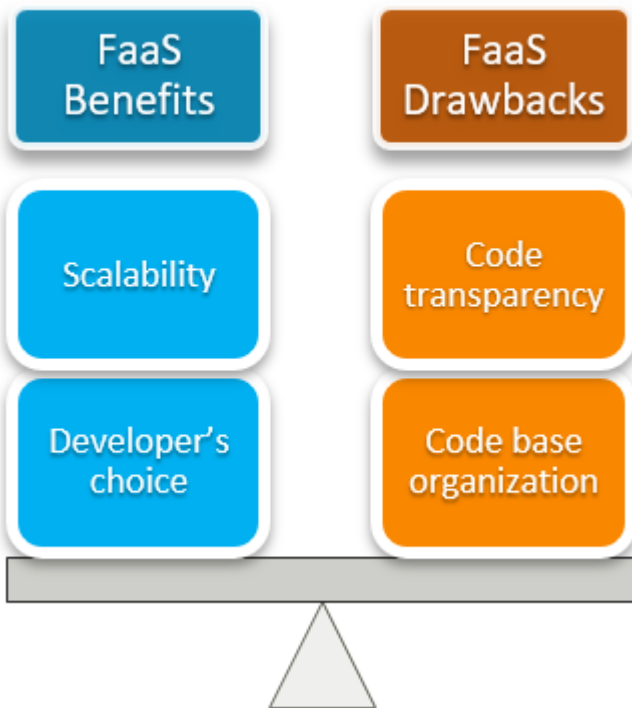 FaaS
Benefits
FaaS
Drawbacks
Scalability
Code
transparency
Developer’s
choice
Code base
organization